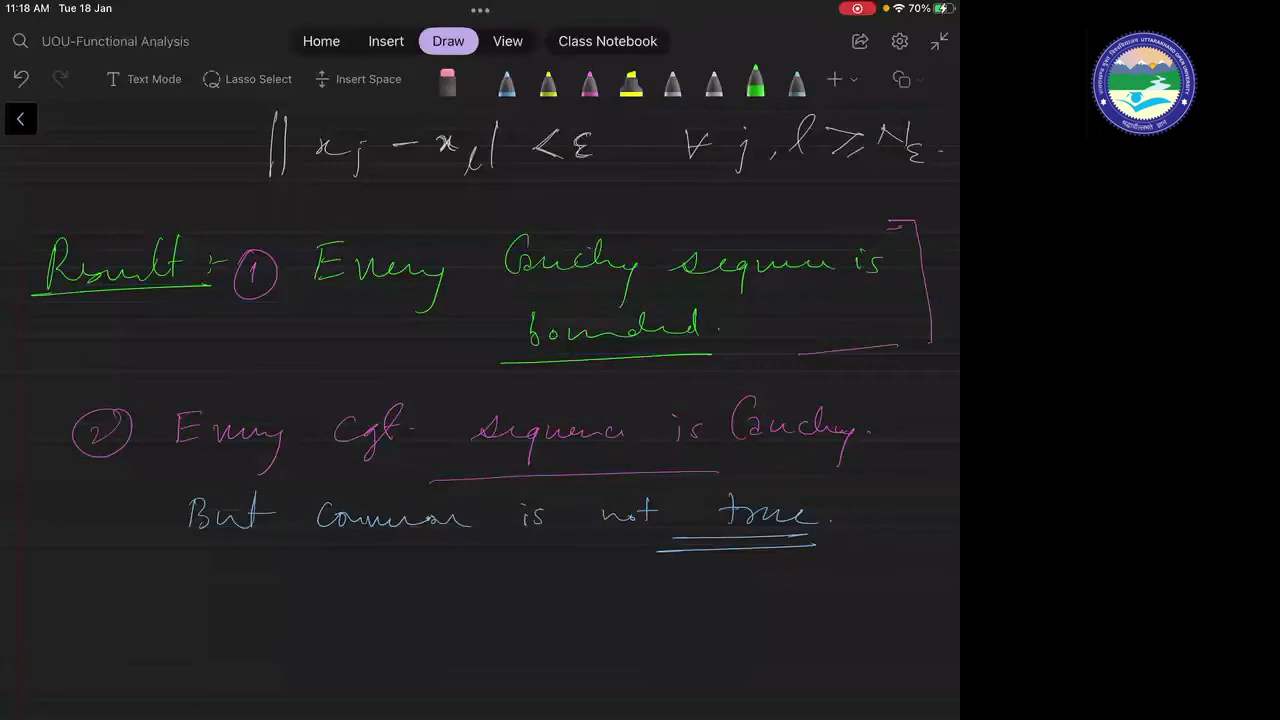 11:18 AM Tue 18 Jan
70%
UOU-Functional Analysis
Home Insert Draw View Class Notebook
Text Mode Lasso Select Insert Space
|| xj - xl | < ε ∀ j, l ≥ Nε.
Result :- ① Every Cauchy sequence is
bounded.
② Every cgt. sequence is Cauchy.
But converse is not true.